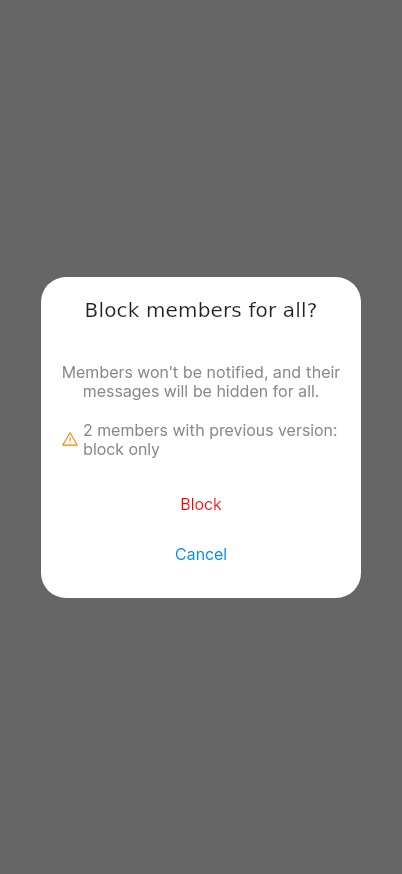 Block members for all?
Members won't be notified, and their
messages will be hidden for all.
2 members with previous version:
block only
Block
Cancel